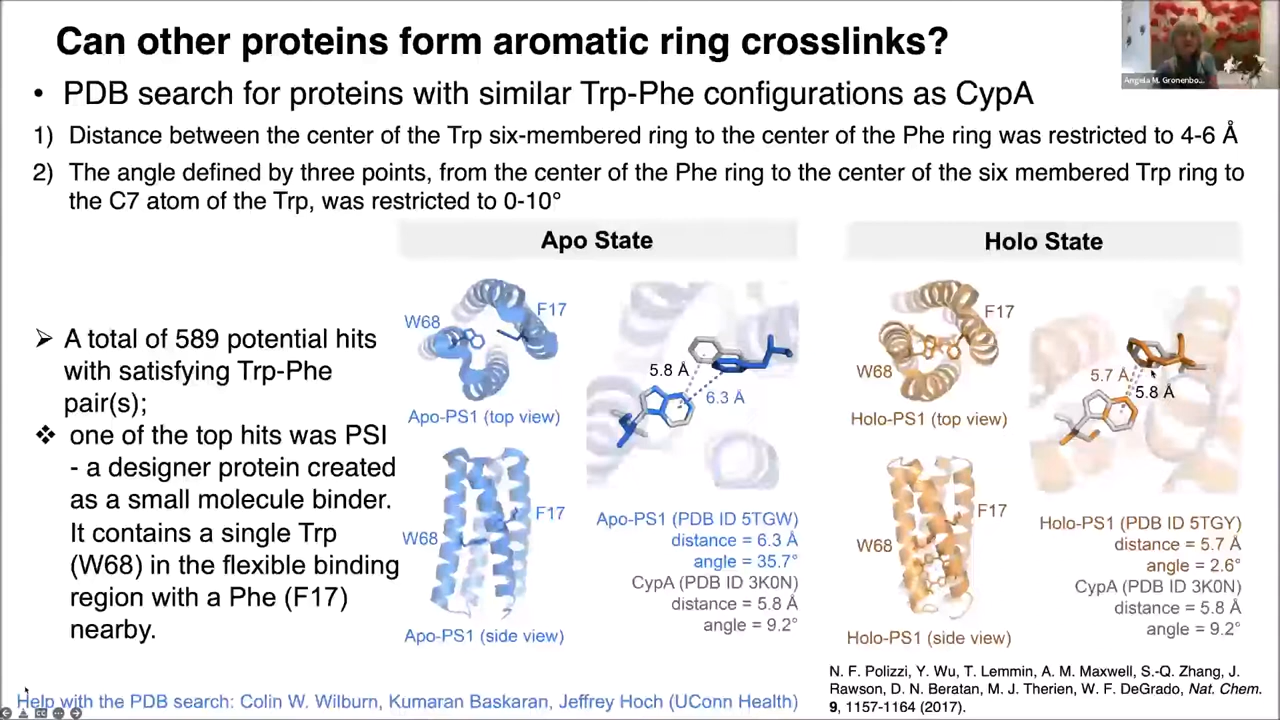 Can other proteins form aromatic ring crosslinks?
Angela M. Gronenbo...
• PDB search for proteins with similar Trp-Phe configurations as CypA
1) Distance between the center of the Trp six-membered ring to the center of the Phe ring was restricted to 4-6 Å
2) The angle defined by three points, from the center of the Phe ring to the center of the six membered Trp ring to
the C7 atom of the Trp, was restricted to 0-10°
➢ A total of 589 potential hits
with satisfying Trp-Phe
pair(s);
❖ one of the top hits was PSI
- a designer protein created
as a small molecule binder.
It contains a single Trp
(W68) in the flexible binding
region with a Phe (F17)
nearby.
Apo State
W68
F17
Apo-PS1 (top view)
5.8 Å
6.3 Å
W68
F17
Apo-PS1 (side view)
Apo-PS1 (PDB ID 5TGW)
distance = 6.3 Å
angle = 35.7°
CypA (PDB ID 3K0N)
distance = 5.8 Å
angle = 9.2°
Holo State
F17
W68
Holo-PS1 (top view)
5.7 Å
5.8 Å
F17
W68
Holo-PS1 (side view)
Holo-PS1 (PDB ID 5TGY)
distance = 5.7 Å
angle = 2.6°
CypA (PDB ID 3K0N)
distance = 5.8 Å
angle = 9.2°
Help with the PDB search: Colin W. Wilburn, Kumaran Baskaran, Jeffrey Hoch (UConn Health)
N. F. Polizzi, Y. Wu, T. Lemmin, A. M. Maxwell, S.-Q. Zhang, J.
Rawson, D. N. Beratan, M. J. Therien, W. F. DeGrado, Nat. Chem.
9, 1157-1164 (2017).